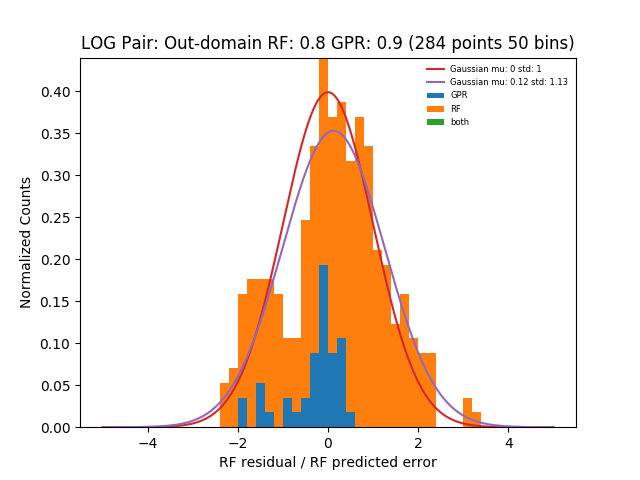 LOG Pair: Out-domain RF: 0.8 GPR: 0.9 (284 points 50 bins)
Gaussian mu: 0 std: 1
Gaussian mu: 0.12 std: 1.13
GPR
RF
both
Normalized Counts
0.40
0.35
0.30
0.25
0.20
0.15
0.10
0.05
0.00
−4 −2 0 2 4
RF residual / RF predicted error